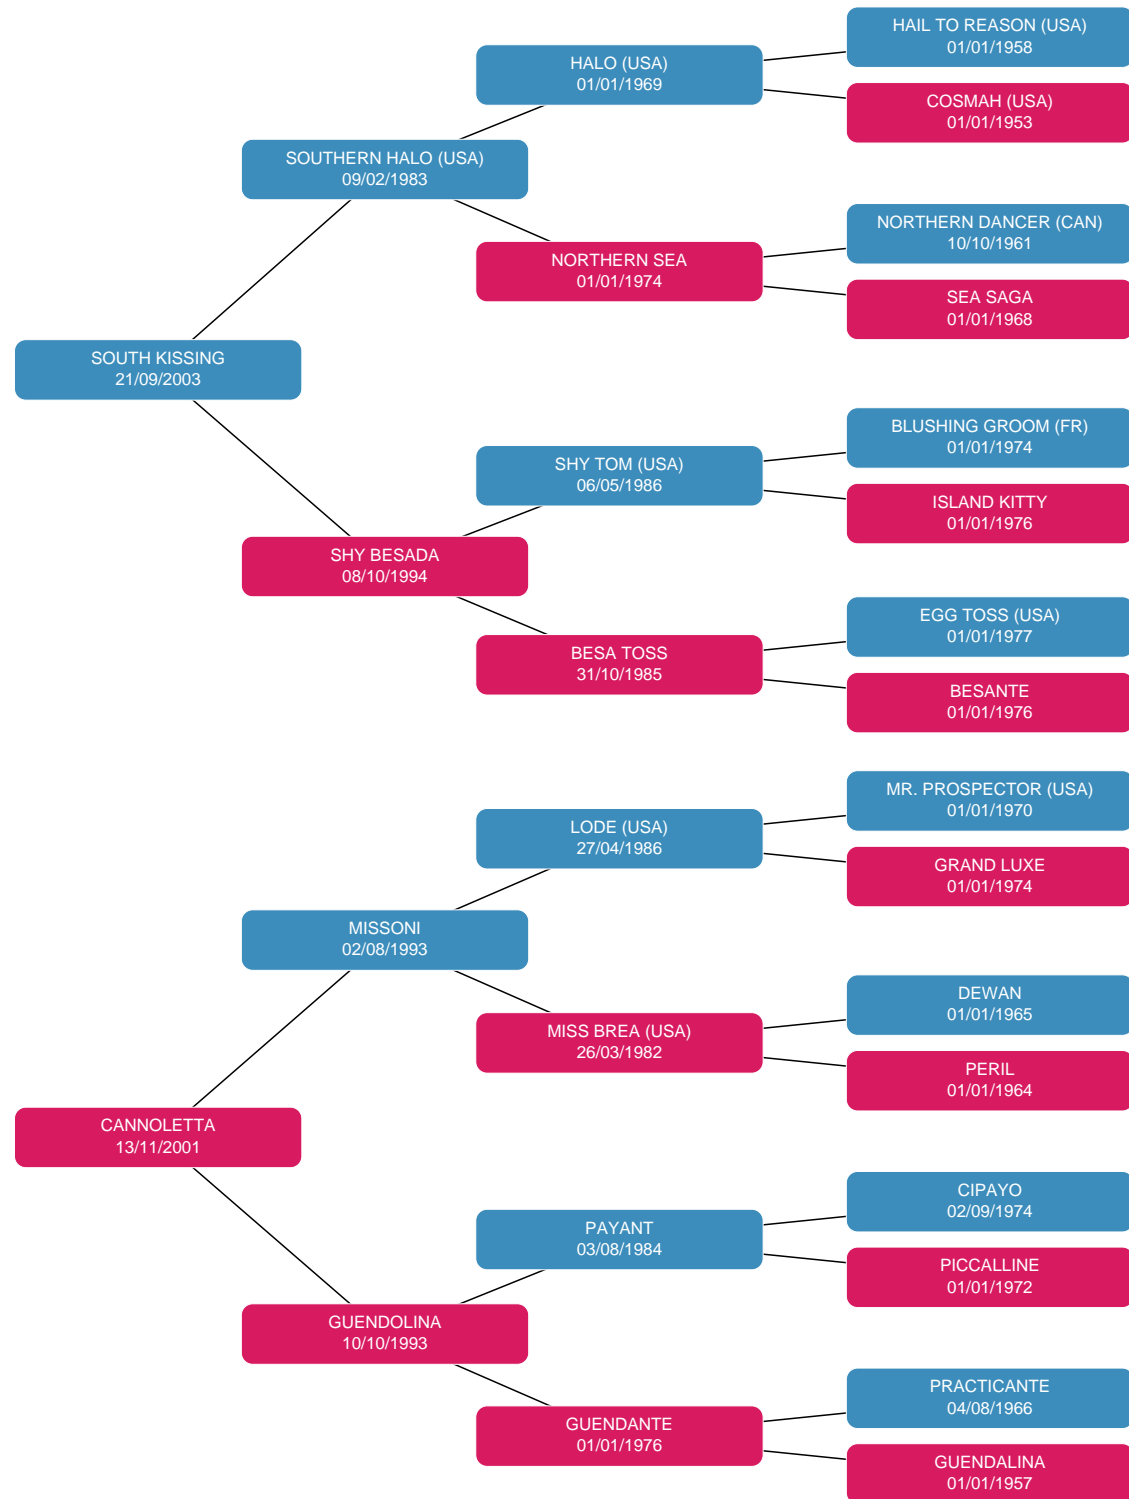 HAIL TO REASON (USA)
01/01/1958
HALO (USA)
01/01/1969
COSMAH (USA)
01/01/1953
SOUTHERN HALO (USA)
09/02/1983
NORTHERN DANCER (CAN)
10/10/1961
NORTHERN SEA
01/01/1974
SEA SAGA
01/01/1968
SOUTH KISSING
21/09/2003
BLUSHING GROOM (FR)
01/01/1974
SHY TOM (USA)
06/05/1986
ISLAND KITTY
01/01/1976
SHY BESADA
08/10/1994
EGG TOSS (USA)
01/01/1977
BESA TOSS
31/10/1985
BESANTE
01/01/1976
MR. PROSPECTOR (USA)
01/01/1970
LODE (USA)
27/04/1986
GRAND LUXE
01/01/1974
MISSONI
02/08/1993
DEWAN
01/01/1965
MISS BREA (USA)
26/03/1982
PERIL
01/01/1964
CANNOLETTA
13/11/2001
CIPAYO
02/09/1974
PAYANT
03/08/1984
PICCALLINE
01/01/1972
GUENDOLINA
10/10/1993
PRACTICANTE
04/08/1966
GUENDANTE
01/01/1976
GUENDALINA
01/01/1957